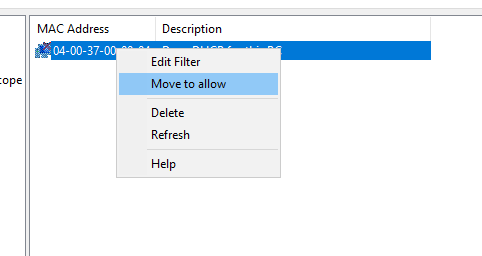 MAC Address Description
04-00-37-00
cope
Edit Filter
Move to allow
Delete
Refresh
Help